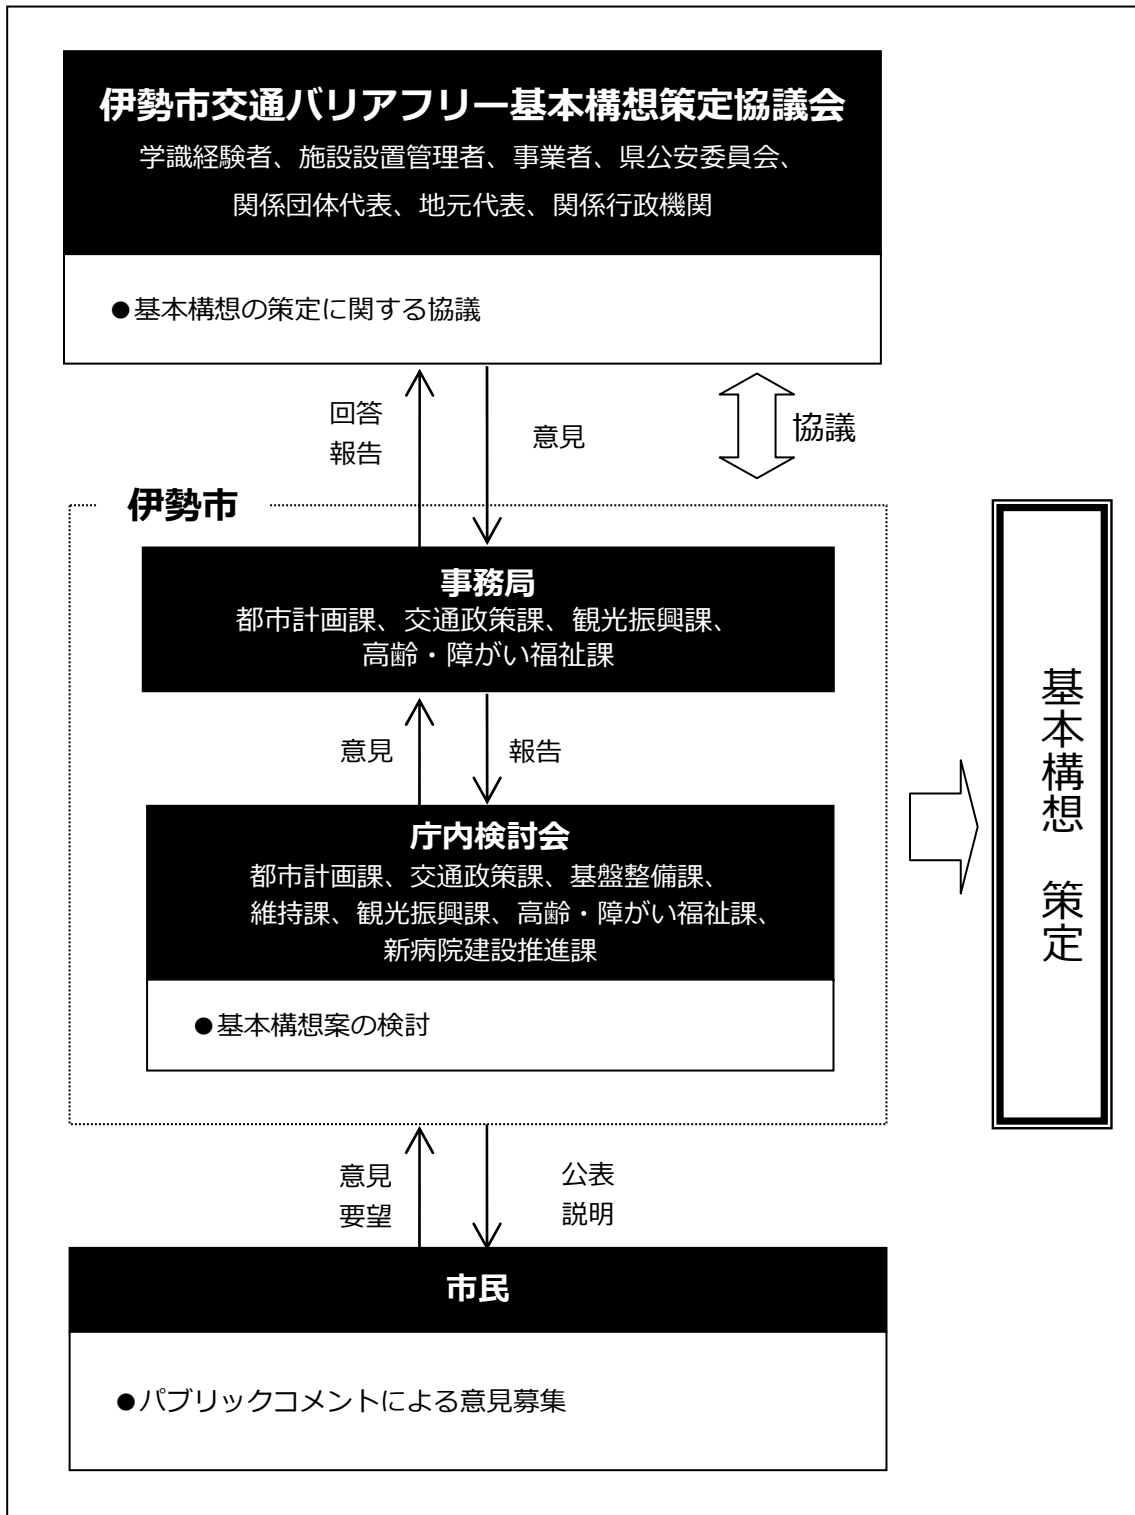 伊勢市交通バリアフリー基本構想策定協議会
学識経験者、施設設置管理者、事業者、県公安委員会、
関係団体代表、地元代表、関係行政機関
●基本構想の策定に関する協議
回答
報告
意見
協議
伊勢市
事務局
都市計画課、交通政策課、観光振興課、
高齢・障がい福祉課
意見
報告
庁内検討会
都市計画課、交通政策課、基盤整備課、
維持課、観光振興課、高齢・障がい福祉課、
新病院建設推進課
●基本構想案の検討
基本構想　策定
意見
要望
公表
説明
市民
●パブリックコメントによる意見募集